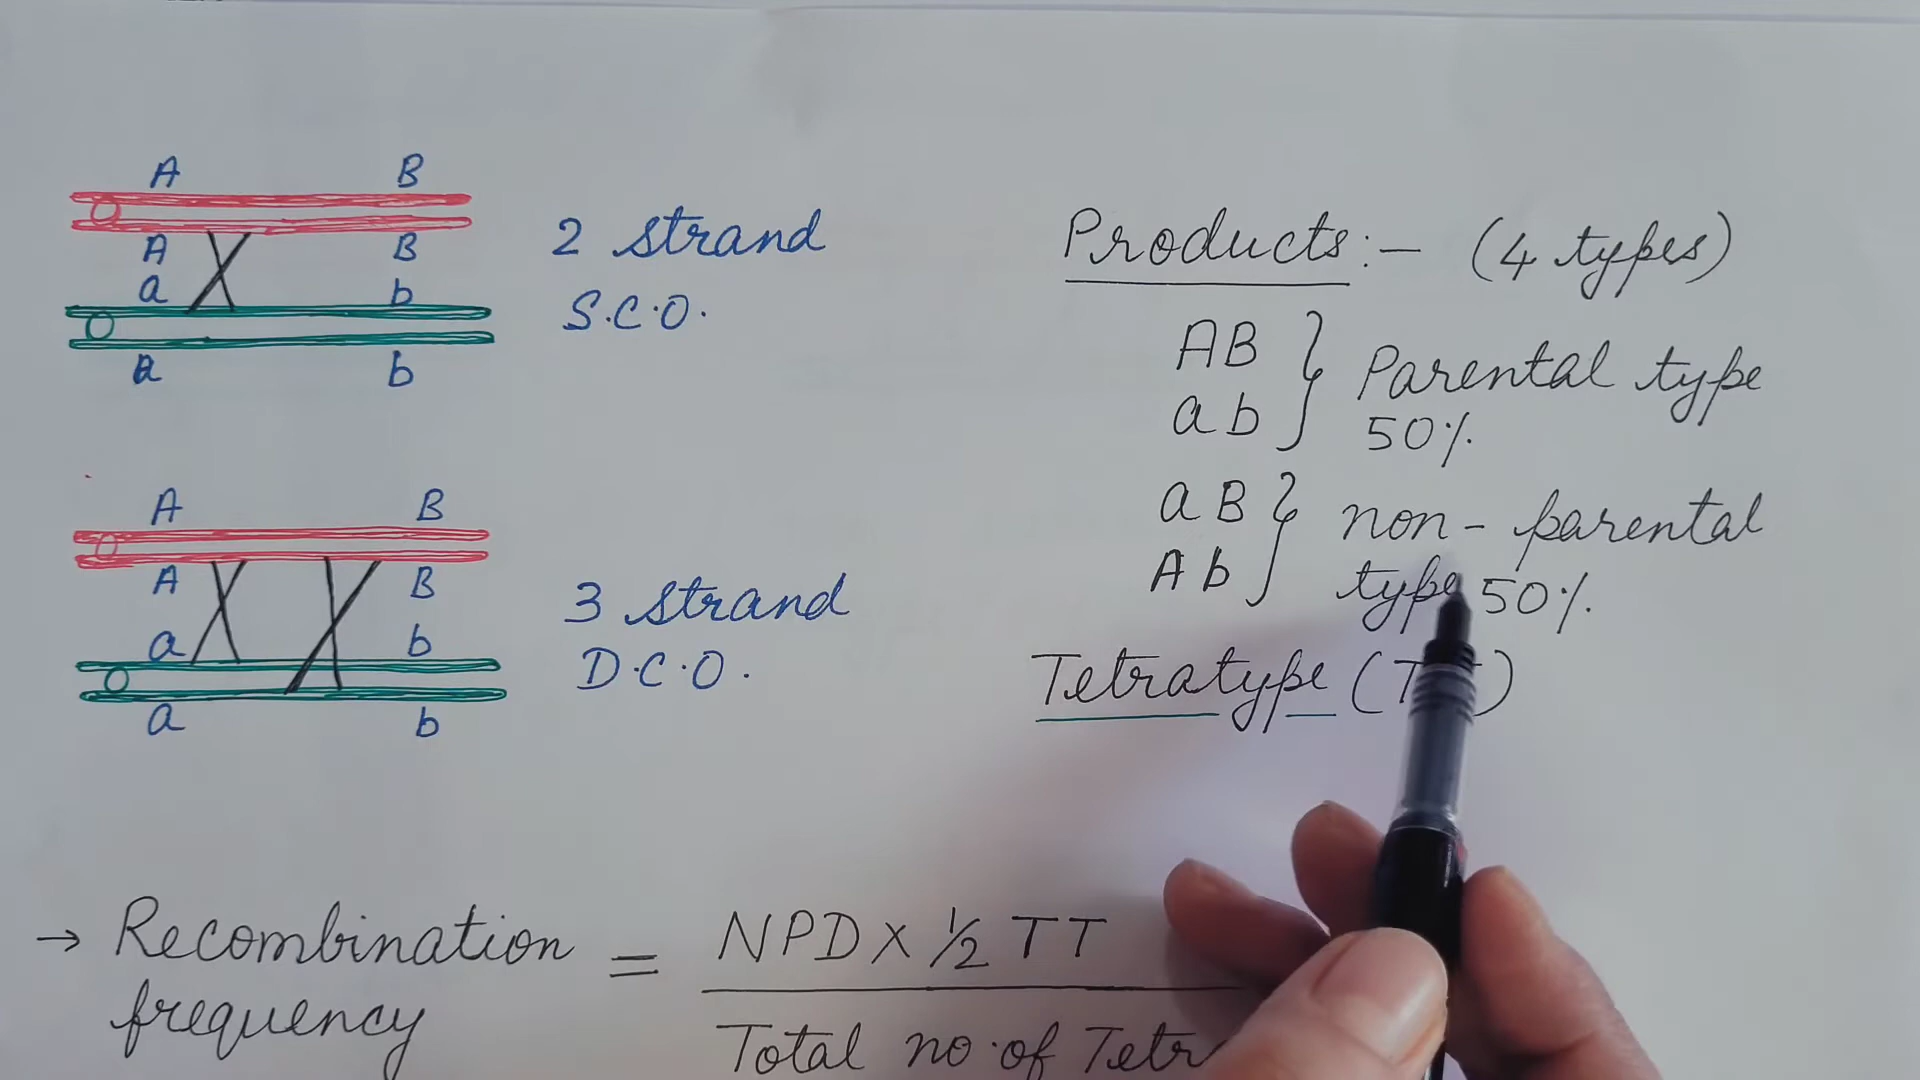 A B
A B
a b
a b
2 strand
S.C.O.
A B
A B
a b
a b
3 strand
D.C.O.
Products:- (4 types)
AB
ab
Parental type
50%
aB
Ab
non-parental
type 50%
Tetratype (
→ Recombination
frequency
=
NPD X ½ TT
Total no. of